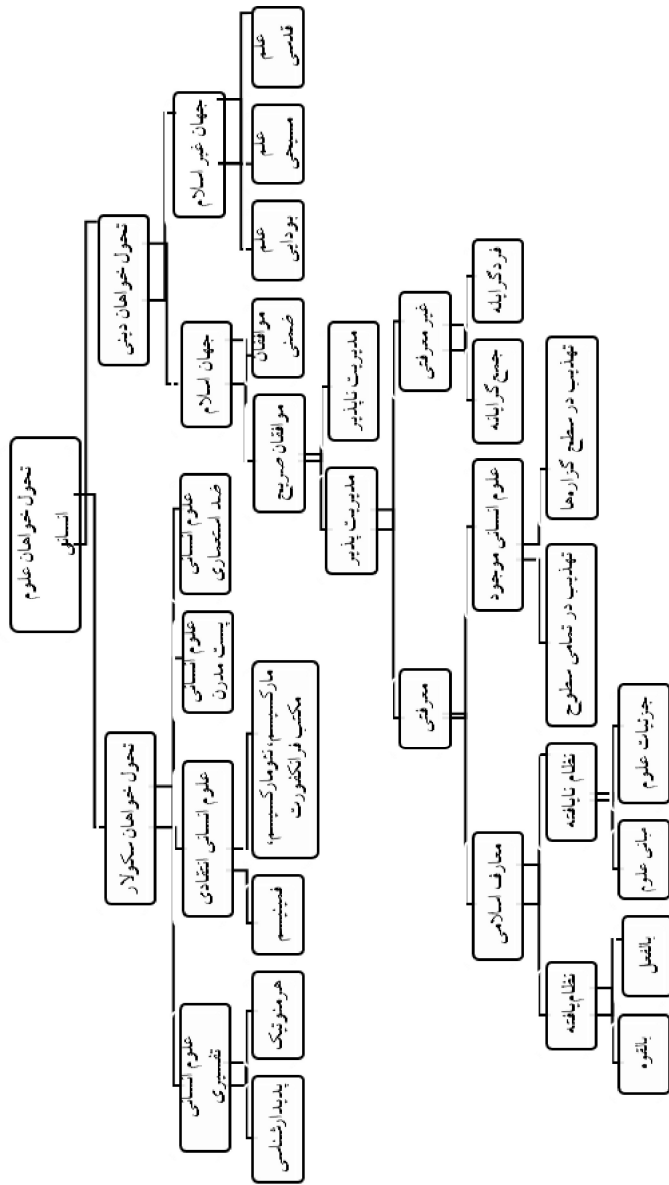 تحول خواهان علوم
انسانی
تحول خواهان دینی
تحول خواهان سکولار
جهان غیر اسلام
جهان اسلام
علوم انسانی
ضد استعماری
علوم انسانی
پست مدرن
علوم انسانی انتقادی
علوم انسانی
تفسیری
علم
قدسی
علم
مسیحی
علم
بودایی
موافقان
ضمنی
موافقان صریح
مارکسیسم، نئومارکسیسم،
مکتب فرانکفورت
فمینیسم
هرمنوتیک
پدیدارشناسی
مدیریت ناپذیر
مدیریت پذیر
غیر معرفتی
معرفتی
فردگرایانه
جمع گرایانه
علوم انسانی موجود
معارف اسلامی
تهذیب در سطح گزاره‌ها
تهذیب در تمامی سطوح
نظام نایافته
نظام‌یافته
جزئیات علوم
مبانی علوم
بالفعل
بالقوه